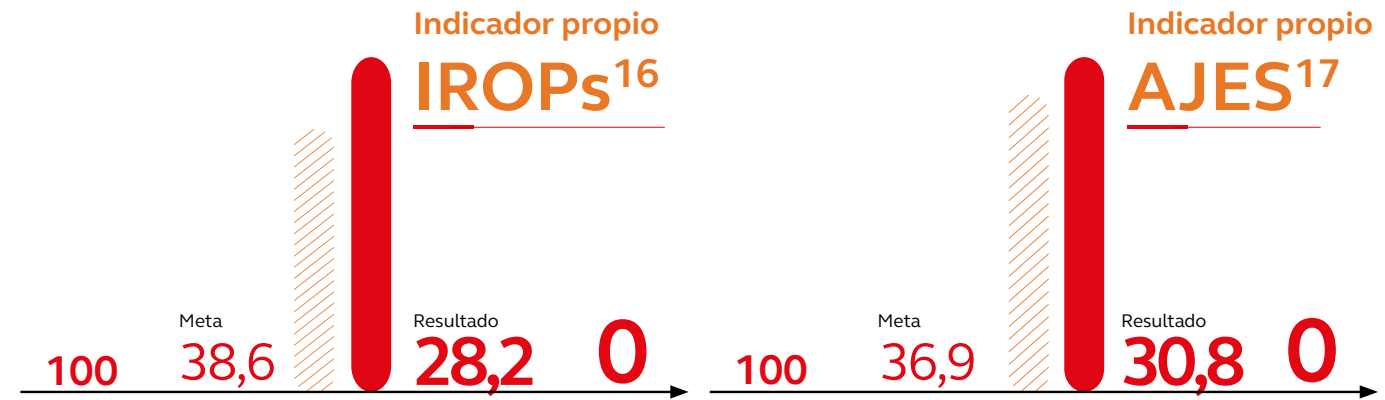 Indicador propio
IROPs16
Meta
Resultado
100
38,6
28,2
0
Indicador propio
AJES17
Meta
Resultado
100
36,9
30,8
0